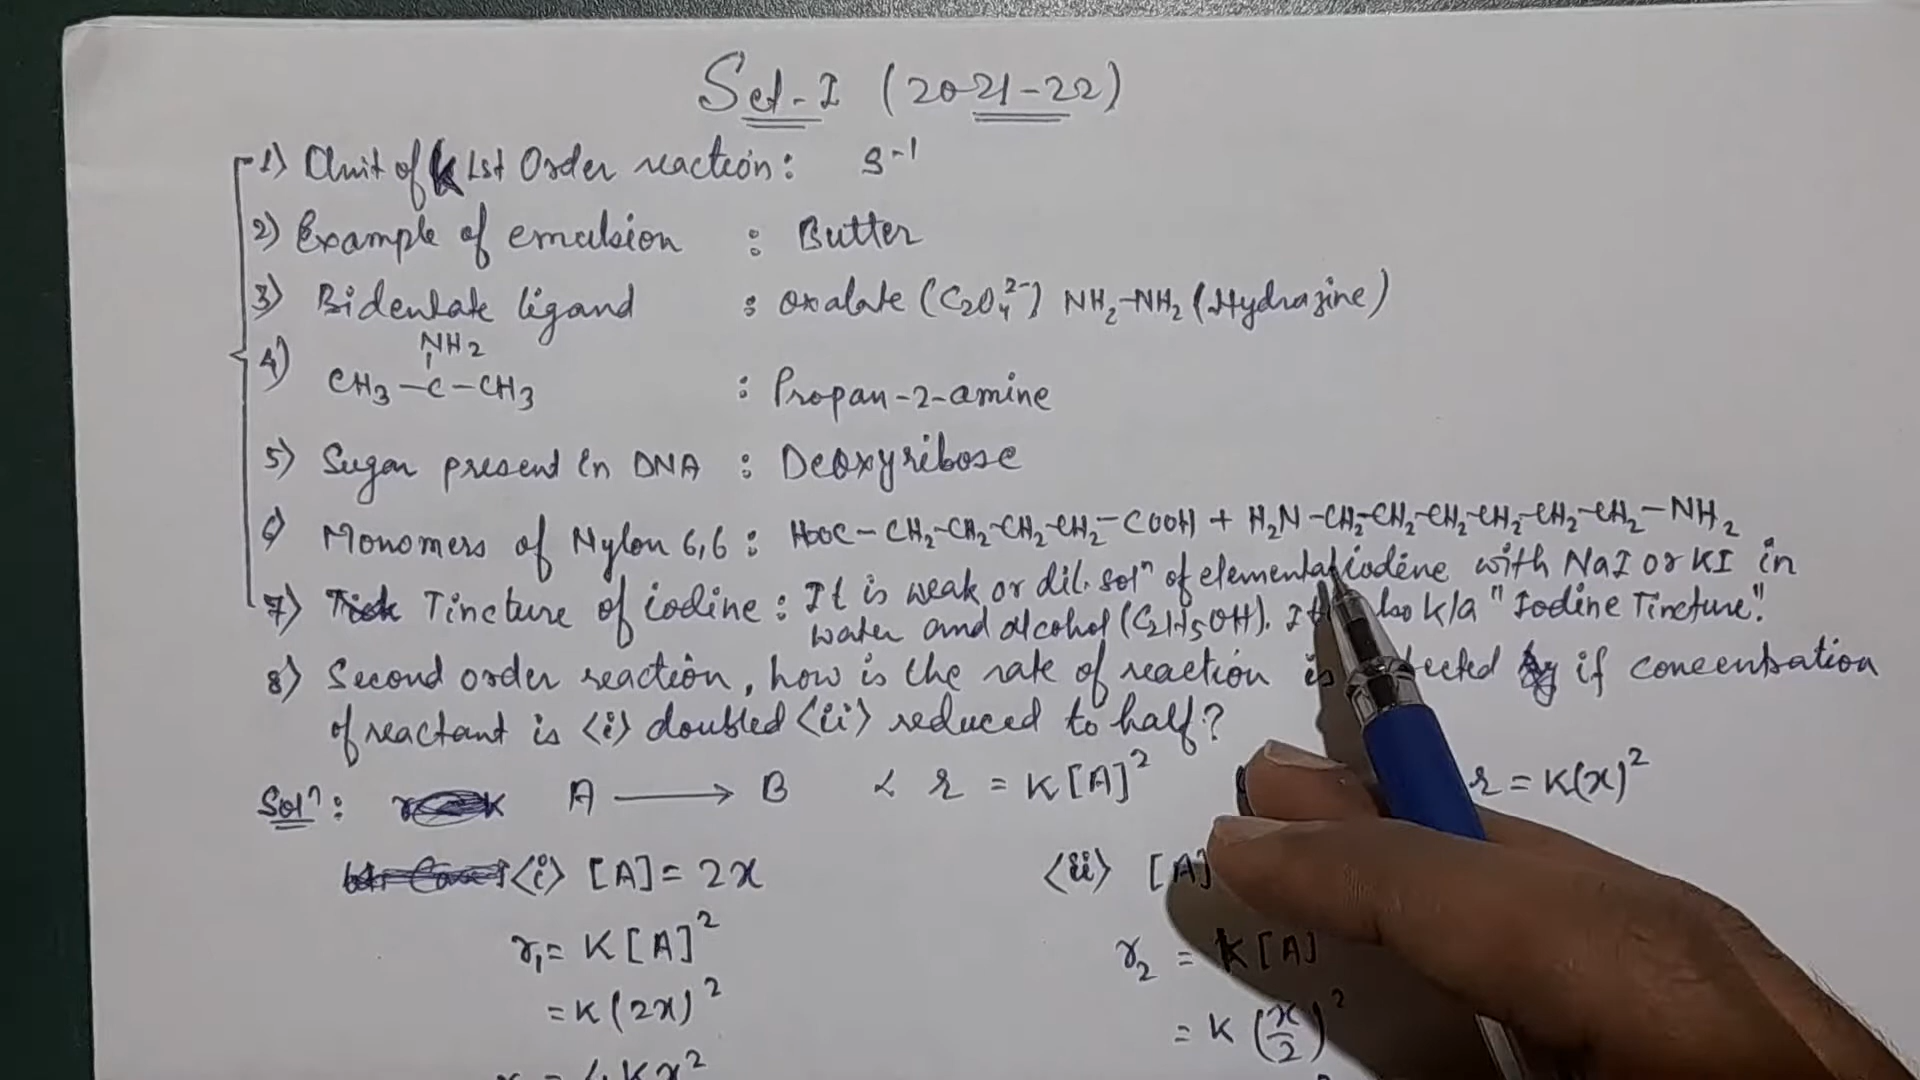 Set-I (2021-22)
1) Unit of k 1st Order reaction: S⁻¹
2) Example of emulsion : Butter
3) Bidentate ligand : Oxalate (C₂O₄²⁻) NH₂-NH₂ (Hydrazine)
NH₂
4) CH₃-C-CH₃ : Propan-2-amine
5) Sugar present in DNA : Deoxyribose
6) Monomers of Nylon 6,6 : HOOC-CH₂-CH₂-CH₂-CH₂-COOH + H₂N-CH₂-CH₂-CH₂-CH₂-CH₂-CH₂-NH₂
7) Tincture of iodine : It is weak or dil. solⁿ of elemental iodine with NaI or KI in
water and alcohol (C₂H₅OH). It k/a "Iodine Tincture".
8) Second order reaction, how is the rate of reaction is if concentration
of reactant is <i> doubled <ii> reduced to half?
Solⁿ: A ⟶ B r = K[A]² r = K(x)²
<i> [A] = 2x <ii> [A]
r₁ = K[A]² r₂ = K[A]
= K(2x)² = K(x/2)²
= 4Kx²